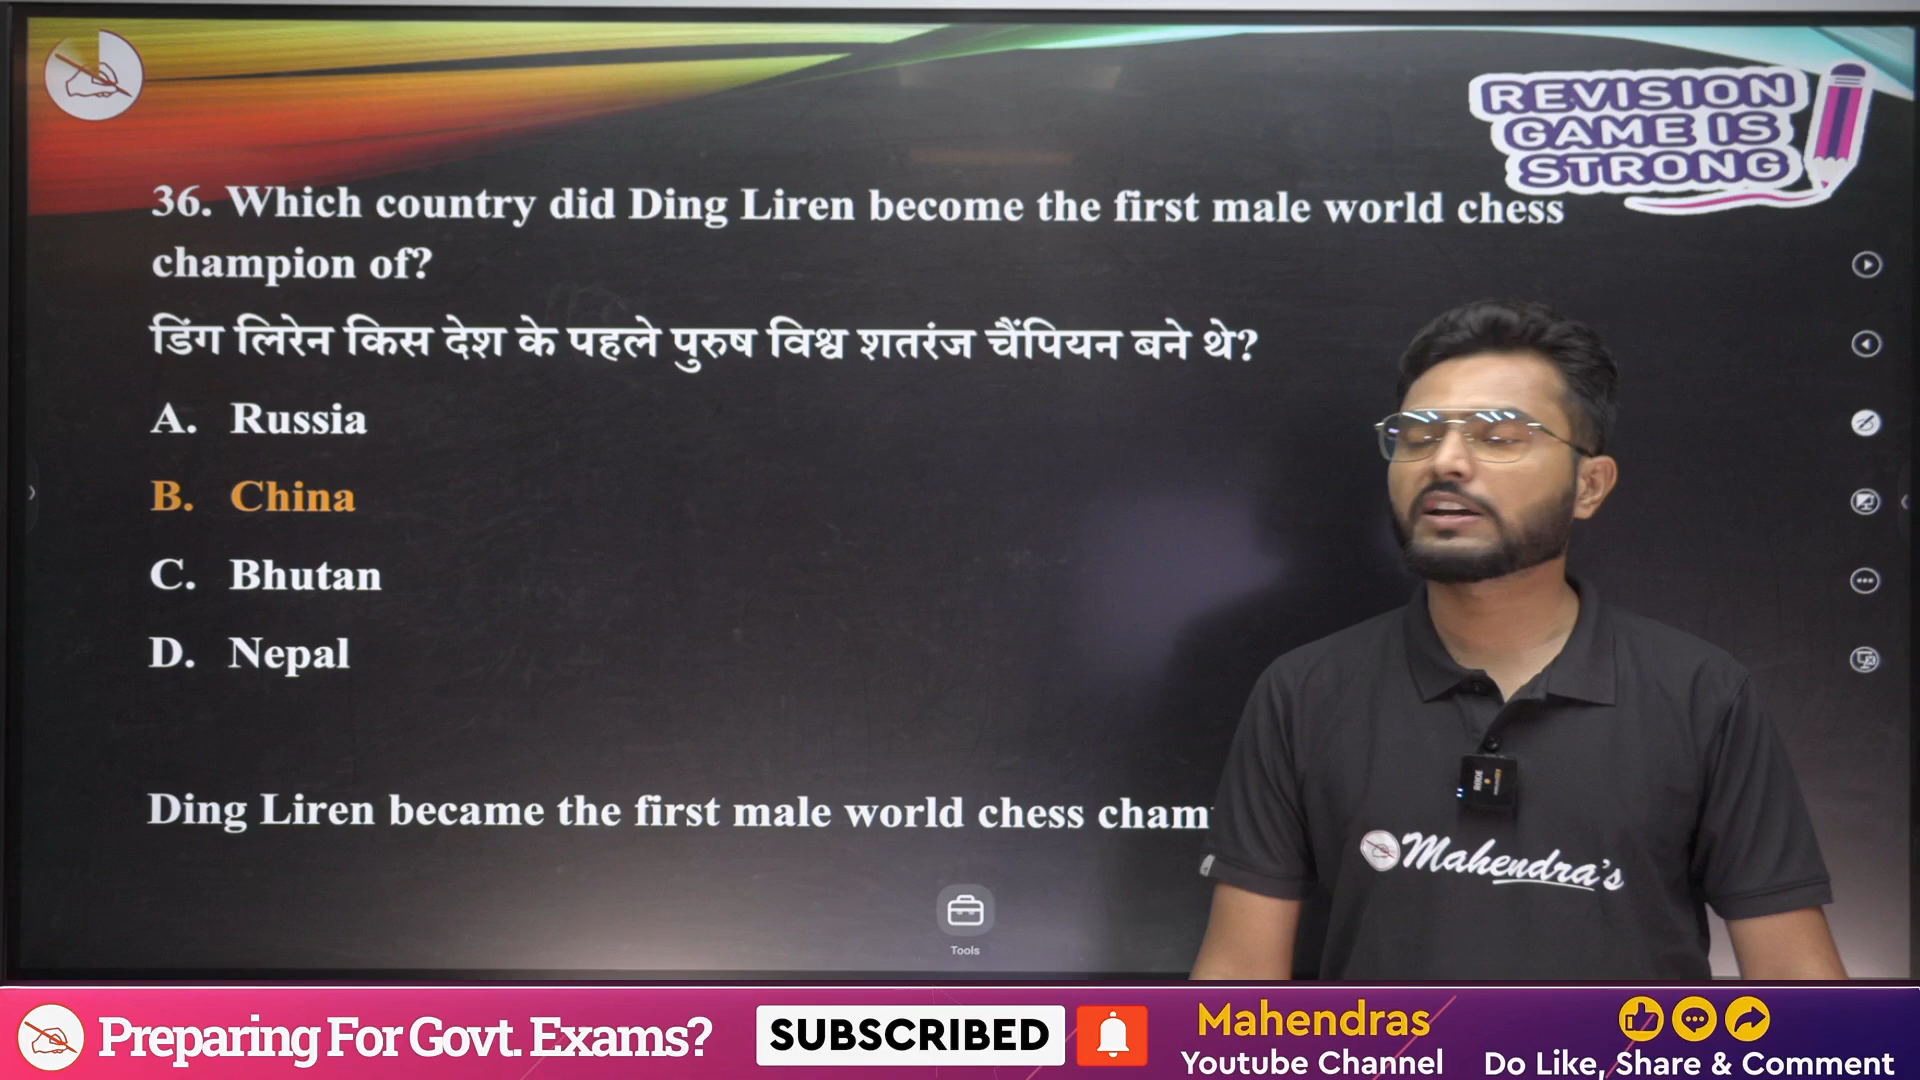 REVISION
GAME IS
STRONG
36. Which country did Ding Liren become the first male world chess
champion of?
डिंग लिरेन किस देश के पहले पुरुष विश्व शतरंज चैंपियन बने थे?
A. Russia
B. China
C. Bhutan
D. Nepal
Ding Liren became the first male world chess cham
Tools
RØDE
Mahendra's
Preparing For Govt. Exams?
SUBSCRIBED
Mahendras
Youtube Channel
Do Like, Share & Comment